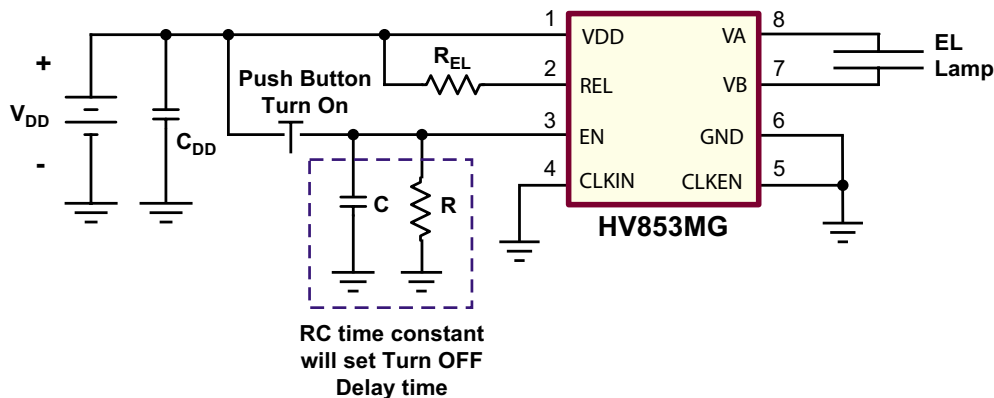 1
8
VDD
VA
+
R_EL
EL
Lamp
Push Button
Turn On
2
7
REL
VB
V_DD
C_DD
3
6
EN
GND
-
4
5
CLKIN
CLKEN
C
R
HV853MG
RC time constant
will set Turn OFF
Delay time